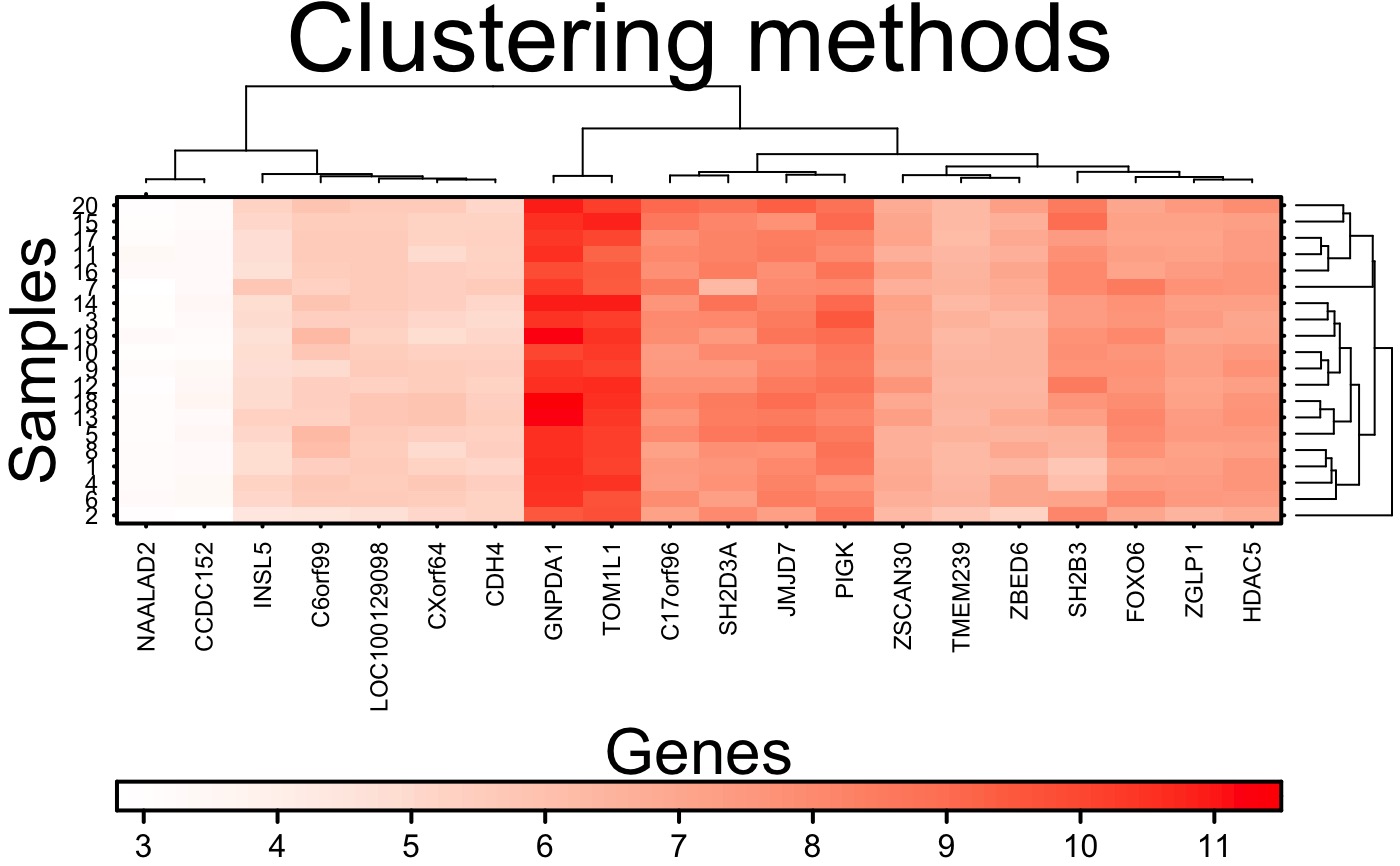 Clustering methods
Samples
20
15
17
11
16
7
14
3
19
10
9
12
18
13
5
8
1
4
6
2
NAALAD2
CCDC152
INSL5
C6orf99
LOC100129098
CXorf64
CDH4
GNPDA1
TOM1L1
C17orf96
SH2D3A
JMJD7
PIGK
ZSCAN30
TMEM239
ZBED6
SH2B3
FOXO6
ZGLP1
HDAC5
Genes
3 4 5 6 7 8 9 10 11